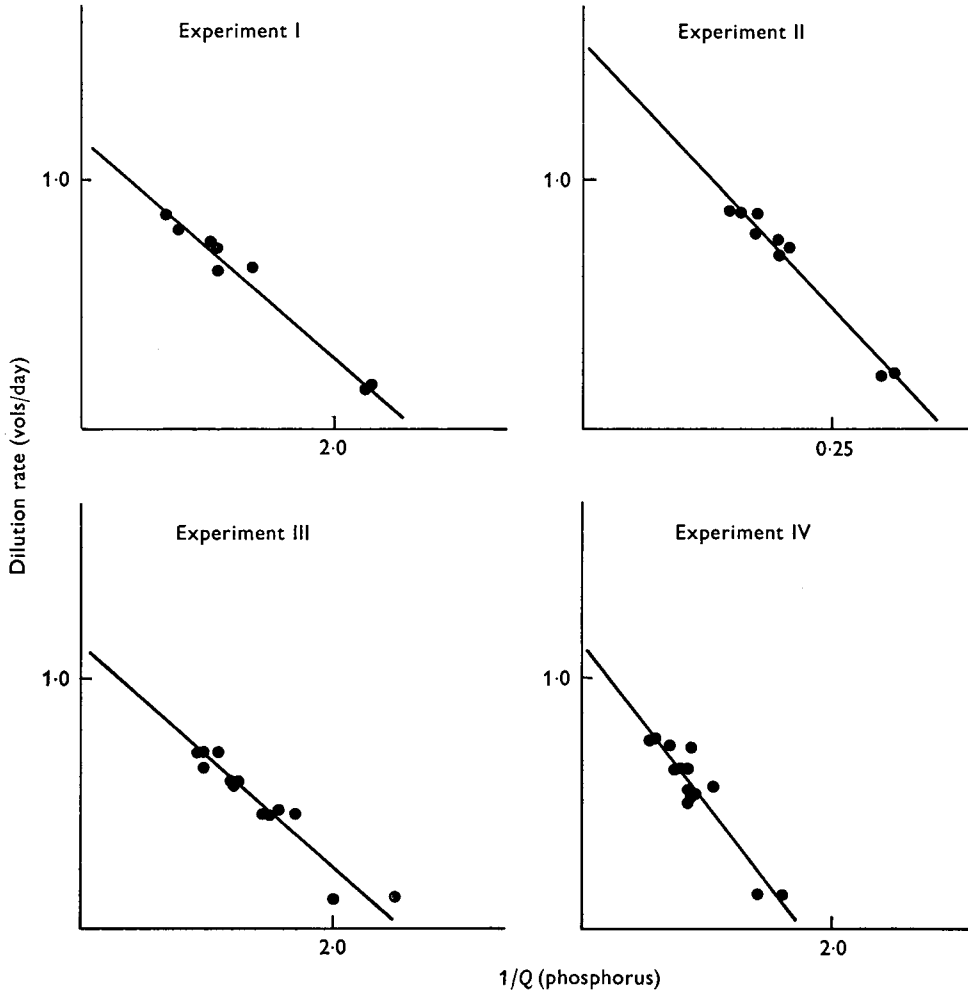 Experiment I
Experiment II
1·0
1·0
2·0
0·25
Dilution rate (vols/day)
Experiment III
Experiment IV
1·0
1·0
2·0
2·0
1/Q (phosphorus)